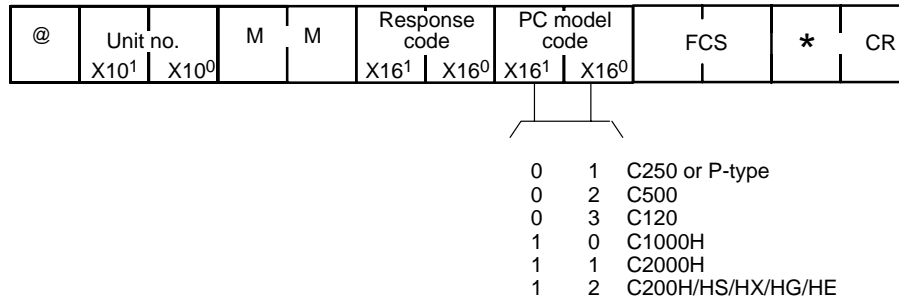 @ Unit no. M M Response code PC model code FCS * CR
X10¹ X10⁰ X16¹ X16⁰ X16¹ X16⁰
0 1 C250 or P-type
0 2 C500
0 3 C120
1 0 C1000H
1 1 C2000H
1 2 C200H/HS/HX/HG/HE